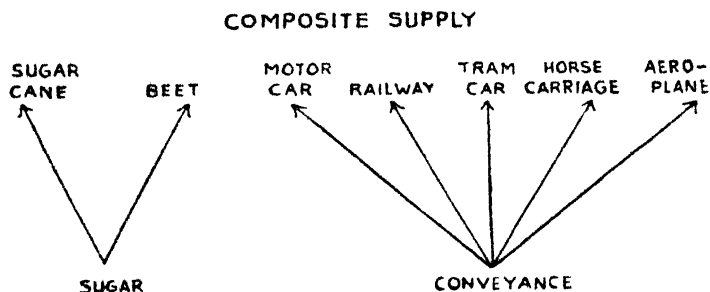 COMPOSITE SUPPLY
SUGAR
CANE
BEET
MOTOR
CAR
RAILWAY
TRAM
CAR
HORSE
CARRIAGE
AERO-
PLANE
SUGAR
CONVEYANCE